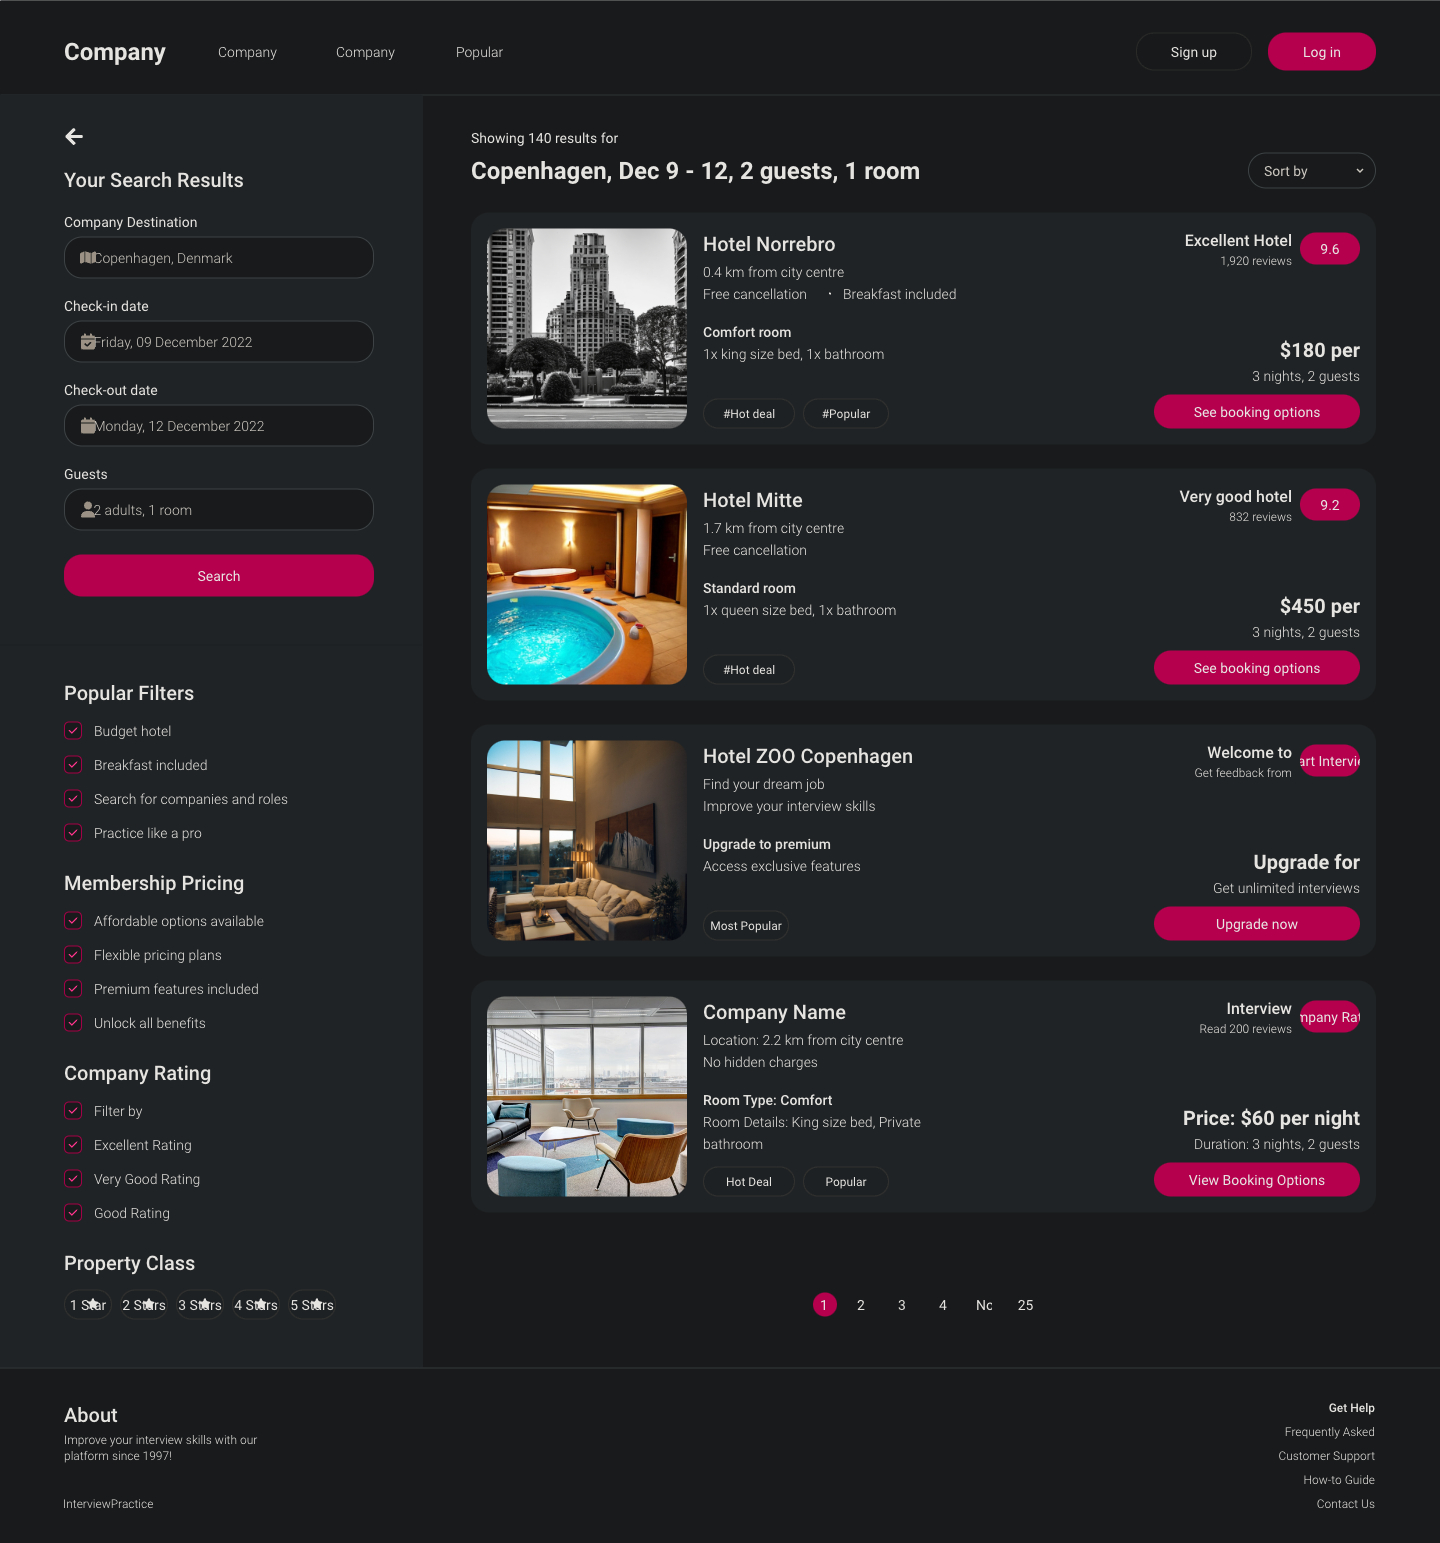 Company
Company
Company
Popular
Sign up
Log in
Your Search Results
Company Destination
Copenhagen, Denmark
Check-in date
Friday, 09 December 2022
Check-out date
Monday, 12 December 2022
Guests
2 adults, 1 room
Search
Popular Filters
Budget hotel
Breakfast included
Search for companies and roles
Practice like a pro
Membership Pricing
Affordable options available
Flexible pricing plans
Premium features included
Unlock all benefits
Company Rating
Filter by
Excellent Rating
Very Good Rating
Good Rating
Property Class
1 Star
2 Stars
3 Stars
4 Stars
5 Stars
Showing 140 results for
Copenhagen, Dec 9 - 12, 2 guests, 1 room
Sort by
Hotel Norrebro
0.4 km from city centre
Free cancellation • Breakfast included
Comfort room
1x king size bed, 1x bathroom
#Hot deal
#Popular
Excellent Hotel
1,920 reviews
9.6
$180 per
3 nights, 2 guests
See booking options
Hotel Mitte
1.7 km from city centre
Free cancellation
Standard room
1x queen size bed, 1x bathroom
#Hot deal
Very good hotel
832 reviews
9.2
$450 per
3 nights, 2 guests
See booking options
Hotel ZOO Copenhagen
Find your dream job
Improve your interview skills
Upgrade to premium
Access exclusive features
Most Popular
Welcome to
Get feedback from
art Intervie
Upgrade for
Get unlimited interviews
Upgrade now
Company Name
Location: 2.2 km from city centre
No hidden charges
Room Type: Comfort
Room Details: King size bed, Private
bathroom
Hot Deal
Popular
Interview
Read 200 reviews
mpany Rat
Price: $60 per night
Duration: 3 nights, 2 guests
View Booking Options
1
2
3
4
Nc
25
About
Improve your interview skills with our
platform since 1997!
InterviewPractice
Get Help
Frequently Asked
Customer Support
How-to Guide
Contact Us